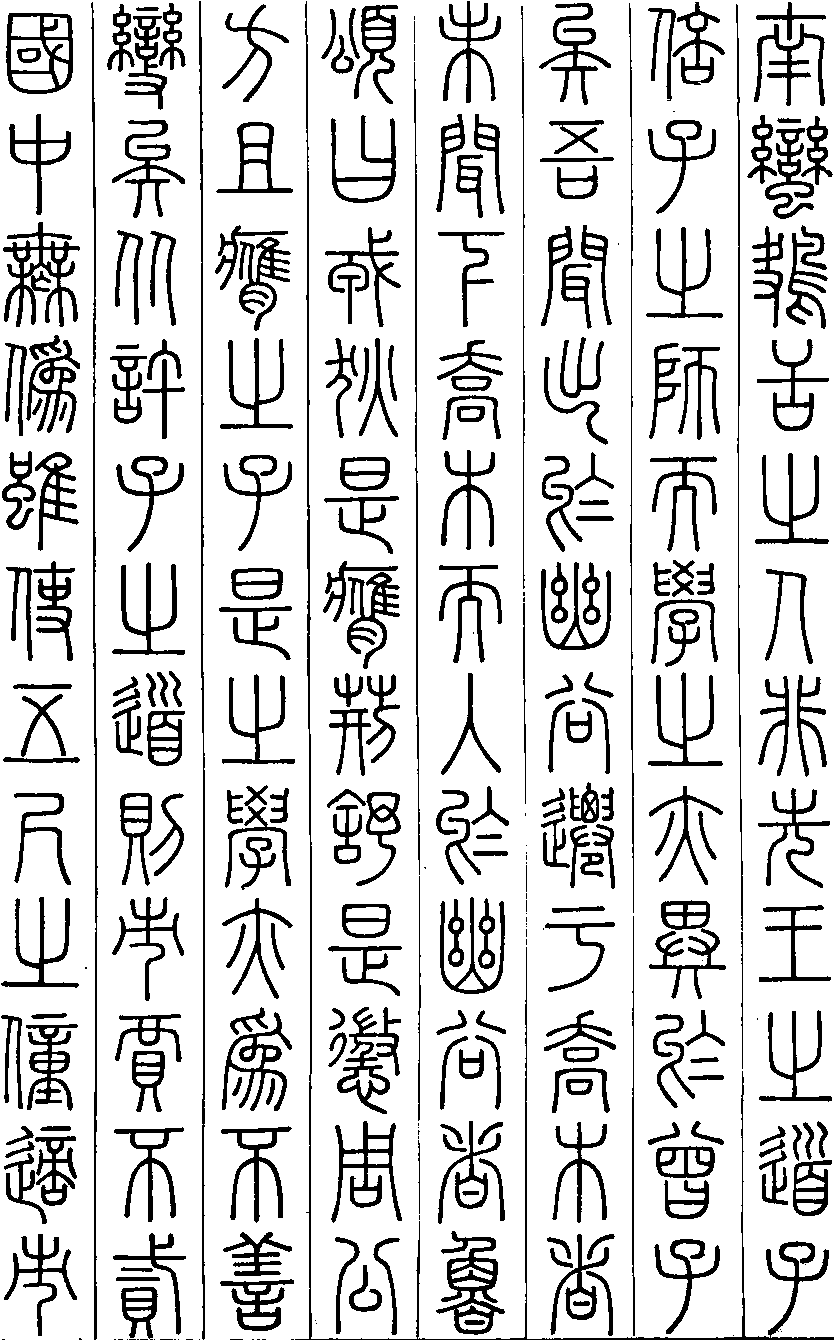 南蠻鴃舌之人非先王之道子
倍子之師而學之亦異於曾子
矣吾聞出於幽谷遷于喬木者
未聞下喬木而入於幽谷者魯
頌曰戎狄是膺荊舒是懲周公
方且膺之子是之學亦爲不善
變矣从許子之道則市賈不貳
國中無僞雖使五尺之僮適市